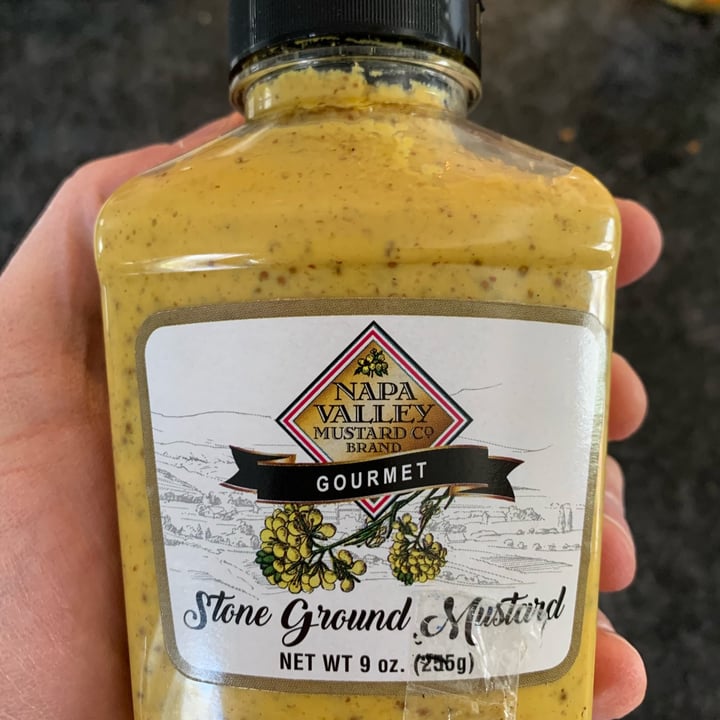 NAPA
VALLEY
MUSTARD Co
BRAND
GOURMET
Stone Ground Mustard
NET WT 9 oz. (255g)